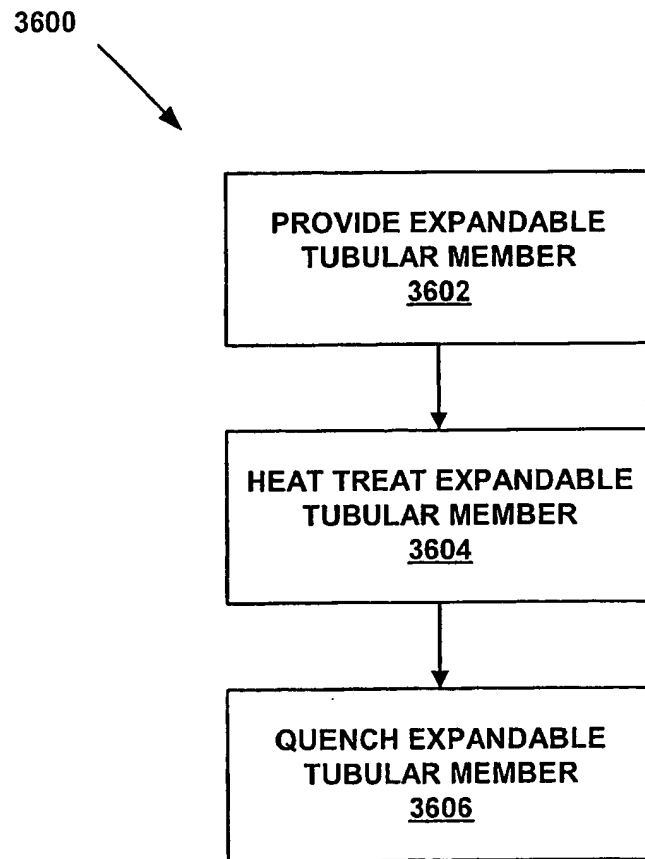 3600
PROVIDE EXPANDABLE
TUBULAR MEMBER
3602
HEAT TREAT EXPANDABLE
TUBULAR MEMBER
3604
QUENCH EXPANDABLE
TUBULAR MEMBER
3606